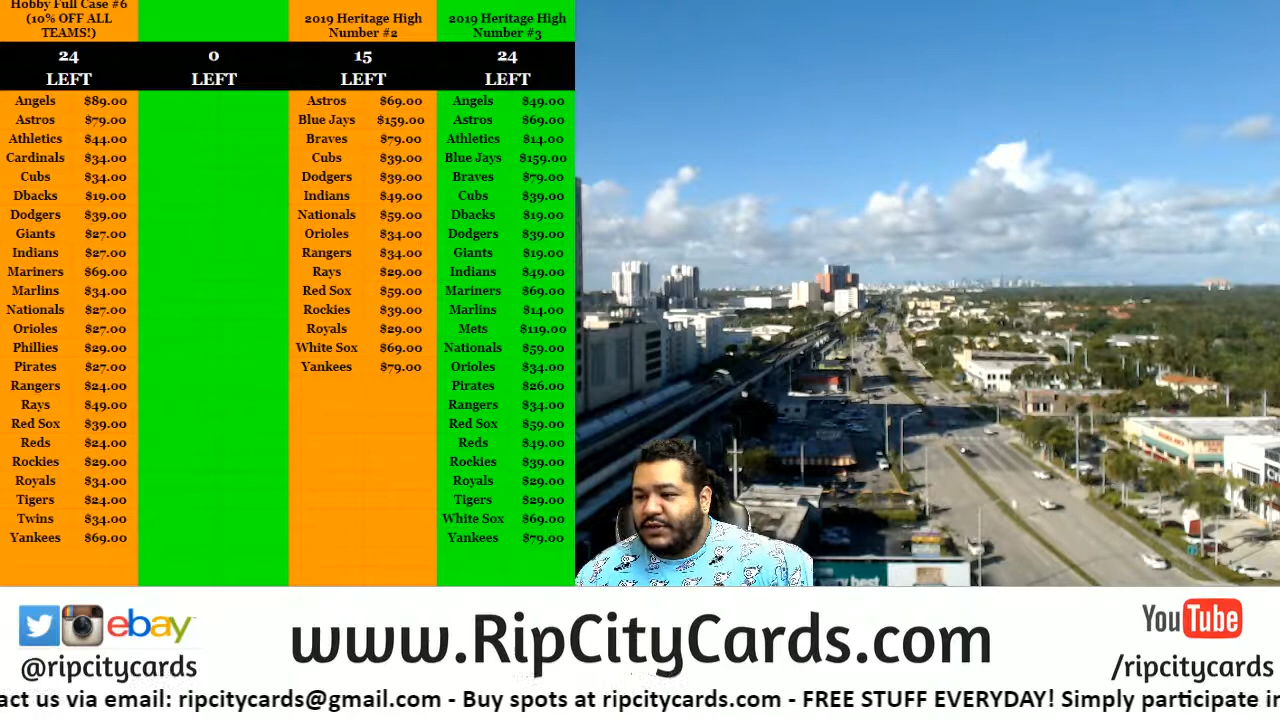 Hobby Full Case #6
(10% OFF ALL
TEAMS!)
24
LEFT
Angels $89.00
Astros $79.00
Athletics $44.00
Cardinals $34.00
Cubs $34.00
Dbacks $19.00
Dodgers $39.00
Giants $27.00
Indians $27.00
Mariners $69.00
Marlins $34.00
Nationals $27.00
Orioles $27.00
Phillies $29.00
Pirates $27.00
Rangers $24.00
Rays $49.00
Red Sox $39.00
Reds $24.00
Rockies $29.00
Royals $34.00
Tigers $24.00
Twins $34.00
Yankees $69.00
0
LEFT
2019 Heritage High
Number #2
15
LEFT
Astros $69.00
Blue Jays $159.00
Braves $79.00
Cubs $39.00
Dodgers $39.00
Indians $49.00
Nationals $59.00
Orioles $34.00
Rangers $34.00
Rays $29.00
Red Sox $59.00
Rockies $39.00
Royals $29.00
White Sox $69.00
Yankees $79.00
2019 Heritage High
Number #3
24
LEFT
Angels $49.00
Astros $69.00
Athletics $14.00
Blue Jays $159.00
Braves $79.00
Cubs $39.00
Dbacks $19.00
Dodgers $39.00
Giants $19.00
Indians $49.00
Mariners $69.00
Marlins $14.00
Mets $119.00
Nationals $59.00
Orioles $34.00
Pirates $26.00
Rangers $34.00
Red Sox $59.00
Reds $49.00
Rockies $39.00
Royals $29.00
Tigers $29.00
White Sox $69.00
Yankees $79.00
very best
ebay
@ripcitycards
www.RipCityCards.com
YouTube
/ripcitycards
act us via email: ripcitycards@gmail.com - Buy spots at ripcitycards.com - FREE STUFF EVERYDAY! Simply participate in